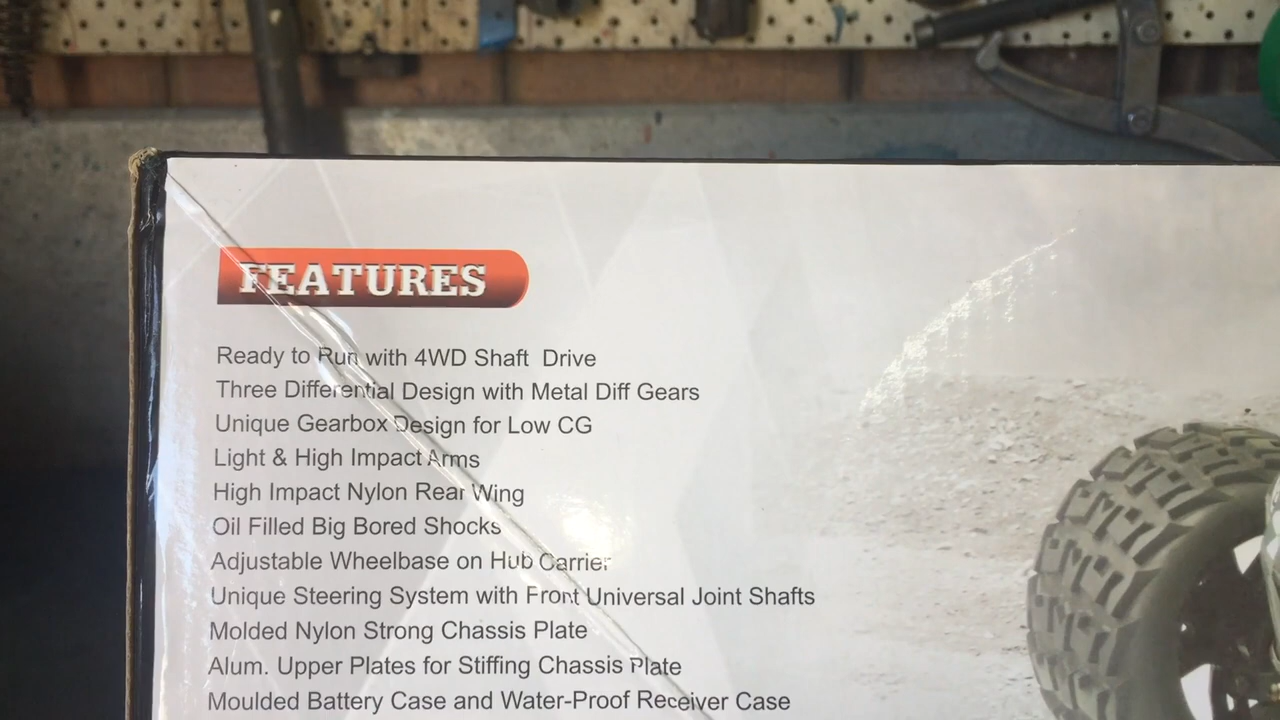 FEATURES
Ready to Run with 4WD Shaft Drive
Three Differential Design with Metal Diff Gears
Unique Gearbox Design for Low CG
Light & High Impact Arms
High Impact Nylon Rear Wing
Oil Filled Big Bored Shocks
Adjustable Wheelbase on Hub Carrier
Unique Steering System with Front Universal Joint Shafts
Molded Nylon Strong Chassis Plate
Alum. Upper Plates for Stiffing Chassis Plate
Moulded Battery Case and Water-Proof Receiver Case